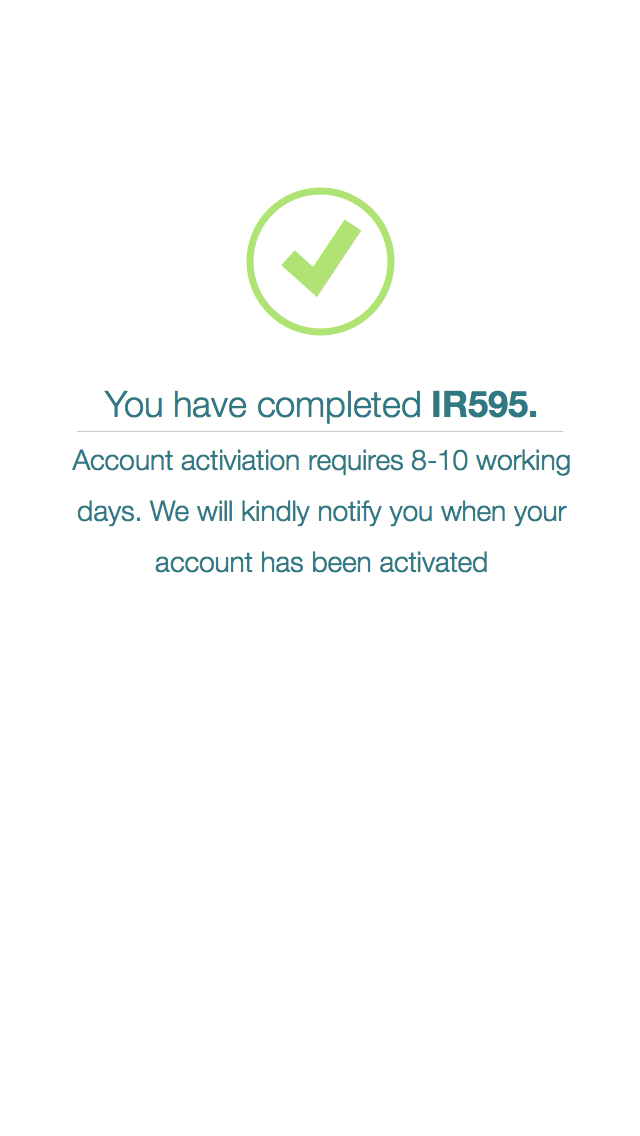 You have completed IR595.
Account activiation requires 8-10 working
days. We will kindly notify you when your
account has been activated